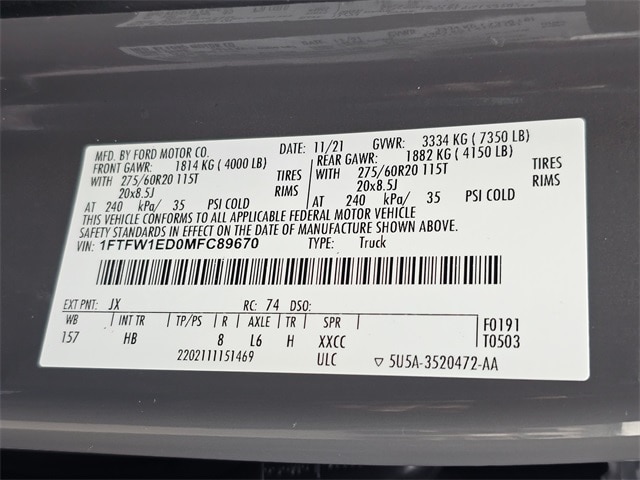 MFD. BY FORD MOTOR CO. DATE: 11/21 GVWR: 3334 KG ( 7350 LB)
FRONT GAWR: 1814 KG ( 4000 LB) REAR GAWR: 1882 KG ( 4150 LB)
WITH 275/60R20 115T TIRES WITH 275/60R20 115T TIRES
20x8.5J RIMS 20x8.5J RIMS
AT 240 kPa/ 35 PSI COLD AT 240 kPa/ 35 PSI COLD
THIS VEHICLE CONFORMS TO ALL APPLICABLE FEDERAL MOTOR VEHICLE
SAFETY STANDARDS IN EFFECT ON THE DATE OF MANUFACTURE SHOWN ABOVE.
VIN: 1FTFW1ED0MFC89670 TYPE: Truck
EXT PNT: JX RC: 74 DSO:
WB INT TR TP/PS R AXLE TR SPR F0191
157 HB 8 L6 H XXCC T0503
2202111151469 ULC ▽ 5U5A-3520472-AA